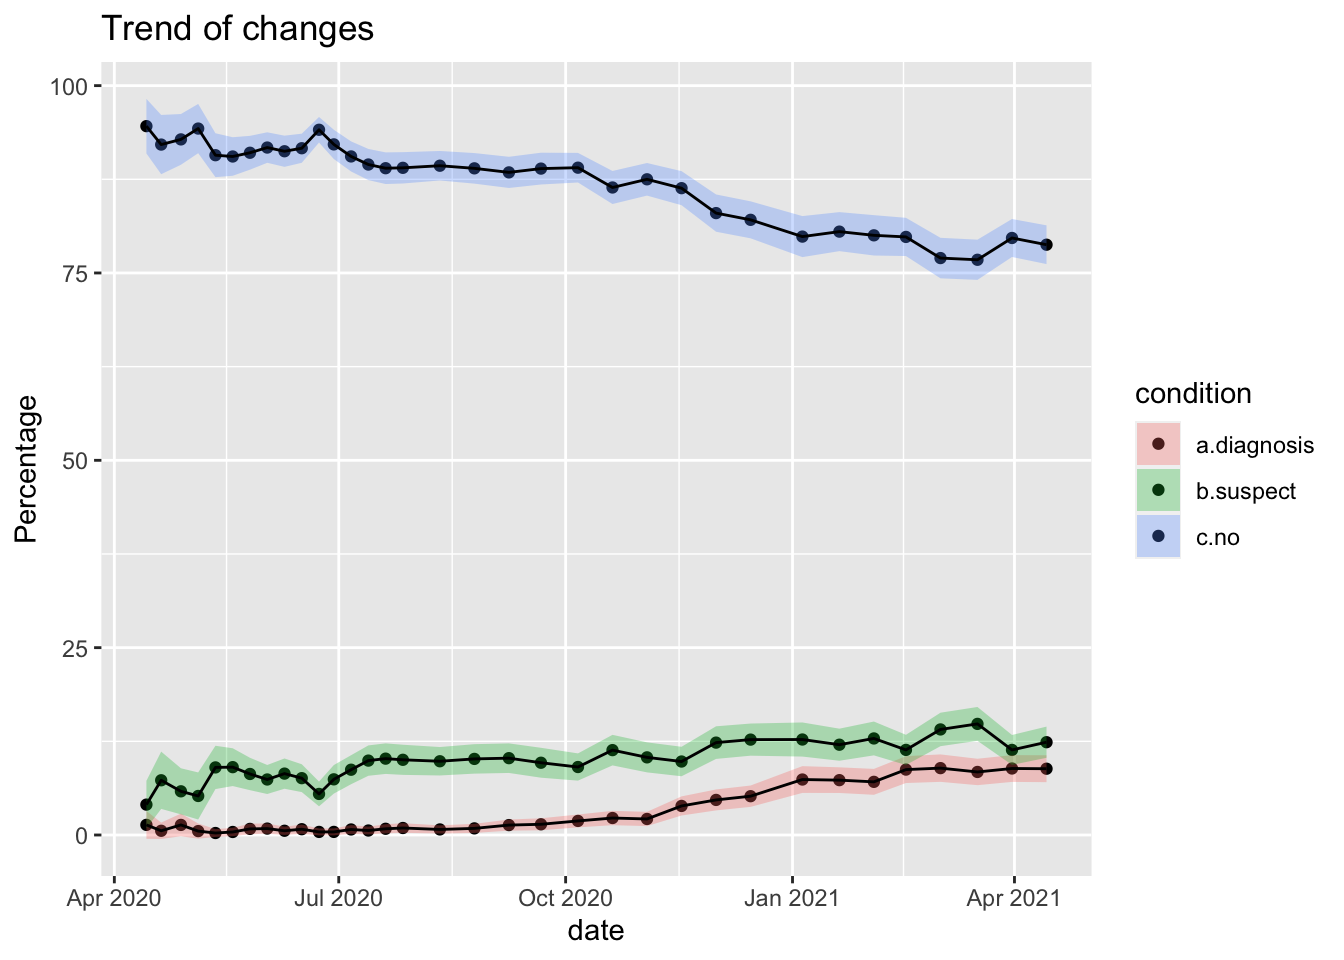 Trend of changes
100
75
50
25
0
Percentage
Apr 2020
Jul 2020
Oct 2020
Jan 2021
Apr 2021
date
condition
a.diagnosis
b.suspect
c.no